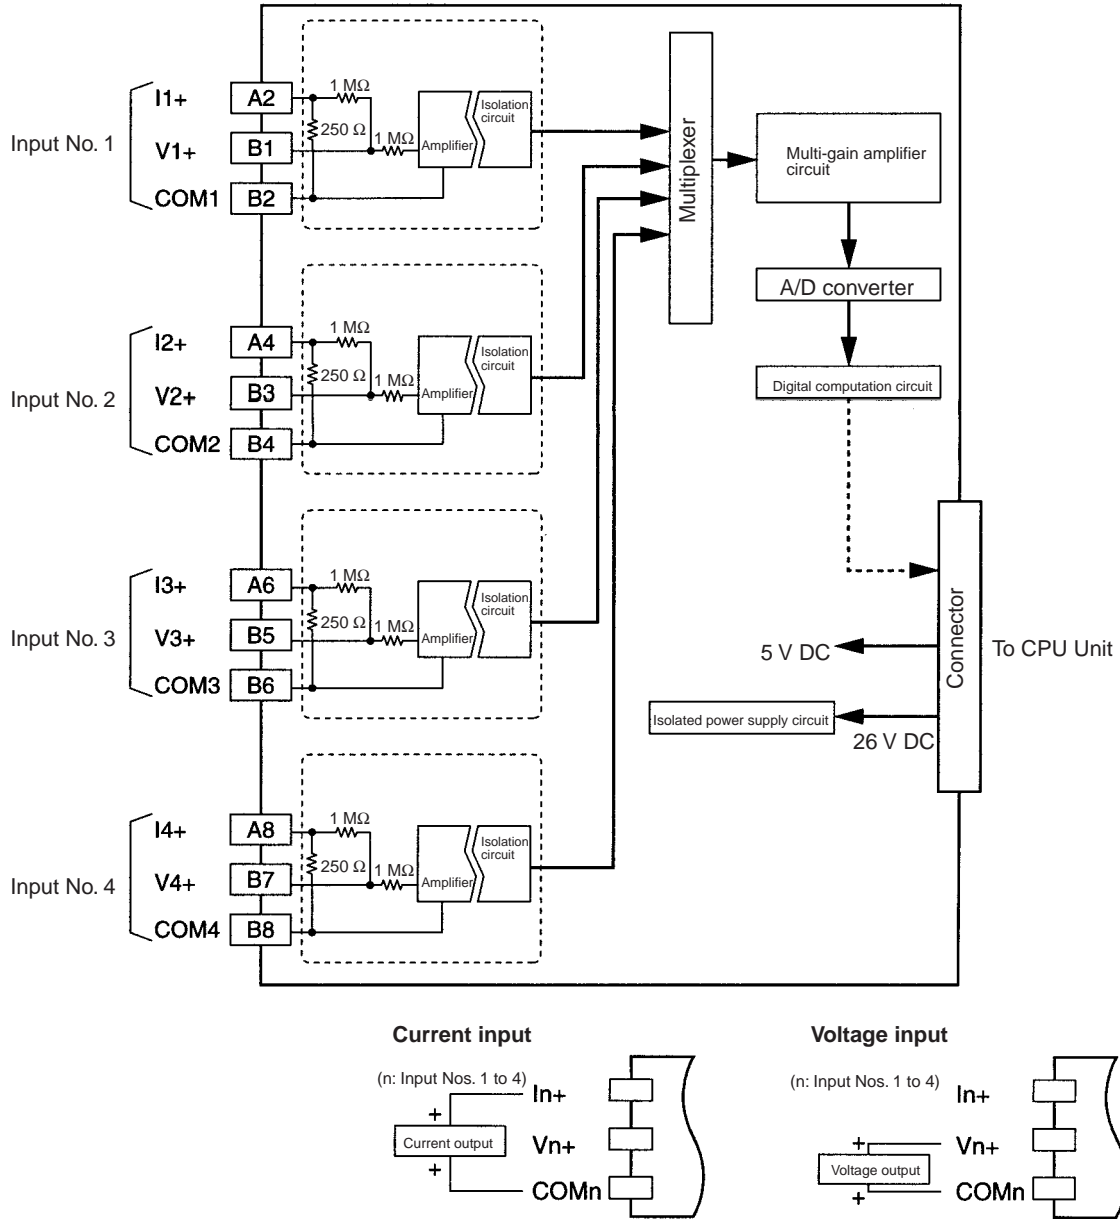 Input No. 1
I1+
V1+
COM1
A2
B1
B2
1 MΩ
250 Ω
1 MΩ
Amplifier
Isolation
circuit
Input No. 2
I2+
V2+
COM2
A4
B3
B4
1 MΩ
250 Ω
1 MΩ
Amplifier
Isolation
circuit
Input No. 3
I3+
V3+
COM3
A6
B5
B6
1 MΩ
250 Ω
1 MΩ
Amplifier
Isolation
circuit
Input No. 4
I4+
V4+
COM4
A8
B7
B8
1 MΩ
250 Ω
1 MΩ
Amplifier
Isolation
circuit
Multiplexer
Multi-gain amplifier
circuit
A/D converter
Digital computation circuit
Connector
To CPU Unit
5 V DC
Isolated power supply circuit
26 V DC
Current input
(n: Input Nos. 1 to 4)
In+
+
Current output
Vn+
+
COMn
Voltage input
(n: Input Nos. 1 to 4)
In+
+
Vn+
Voltage output
+
COMn